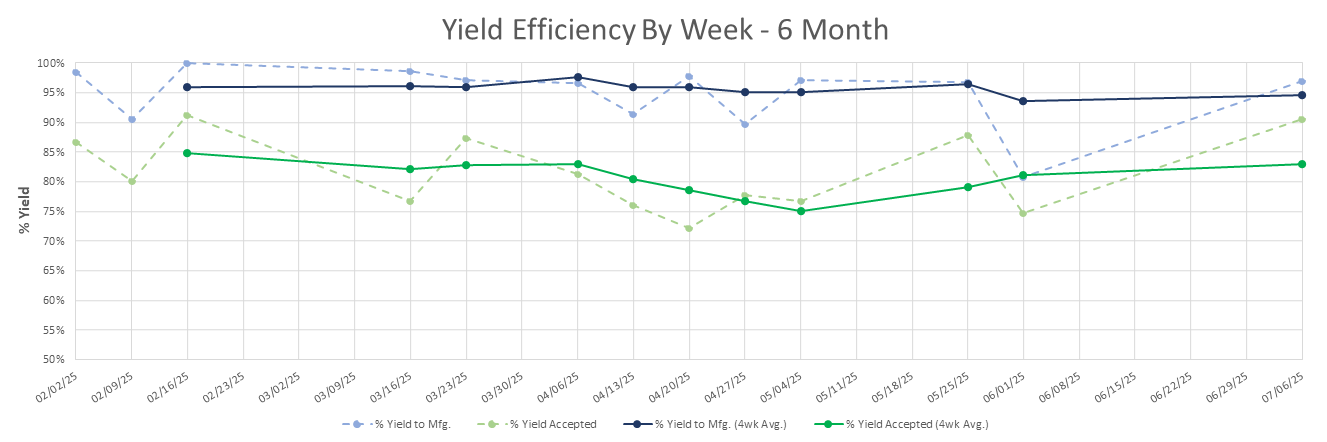 Yield Efficiency By Week - 6 Month
% Yield
100%
95%
90%
85%
80%
75%
70%
65%
60%
55%
50%
02/02/25 02/09/25 02/16/25 02/23/25 03/02/25 03/09/25 03/16/25 03/23/25 03/30/25 04/06/25 04/13/25 04/20/25 04/27/25 05/04/25 05/11/25 05/18/25 05/25/25 06/01/25 06/08/25 06/15/25 06/22/25 06/29/25 07/06/25
% Yield to Mfg. % Yield Accepted % Yield to Mfg. (4wk Avg.) % Yield Accepted (4wk Avg.)